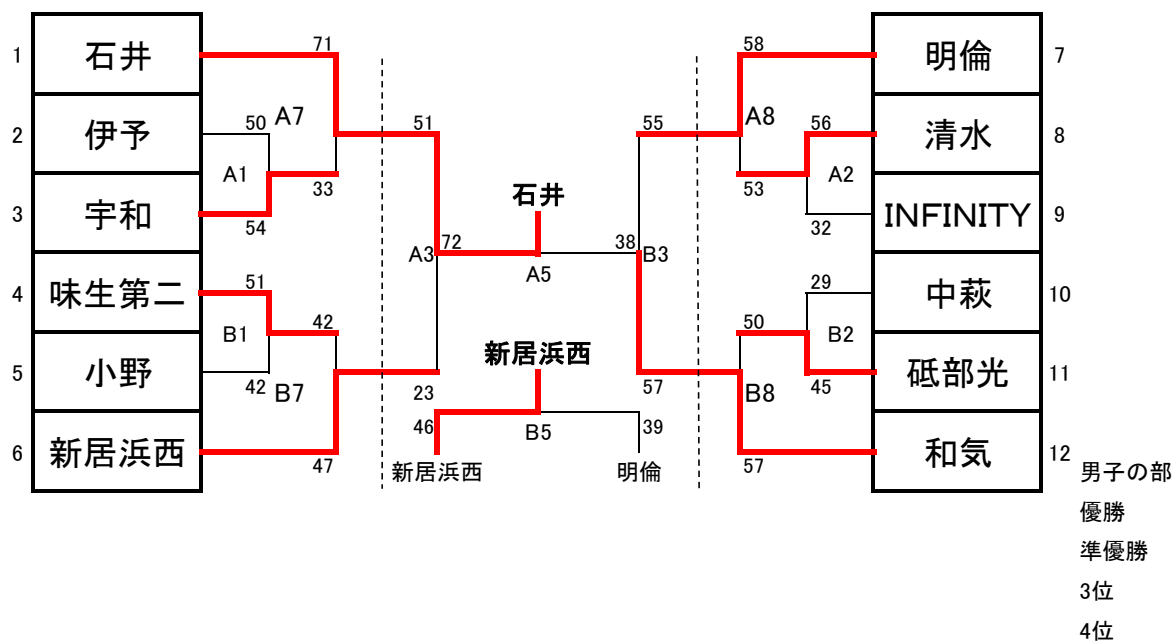 1 石井 71 58 明倫 7
2 伊予 50 A7 51 55 A8 56 清水 8
A1 33 石井 53 A2
3 宇和 54 A3 72 A5 38 B3 32 INFINITY 9
4 味生第二 51 42 新居浜西 50 29 中萩 10
B1 B2
5 小野 42 B7 23 57 B8 45 砥部光 11
46 B5 39
6 新居浜西 47 新居浜西 明倫 57 和気 12
男子の部
優勝
準優勝
3位
4位